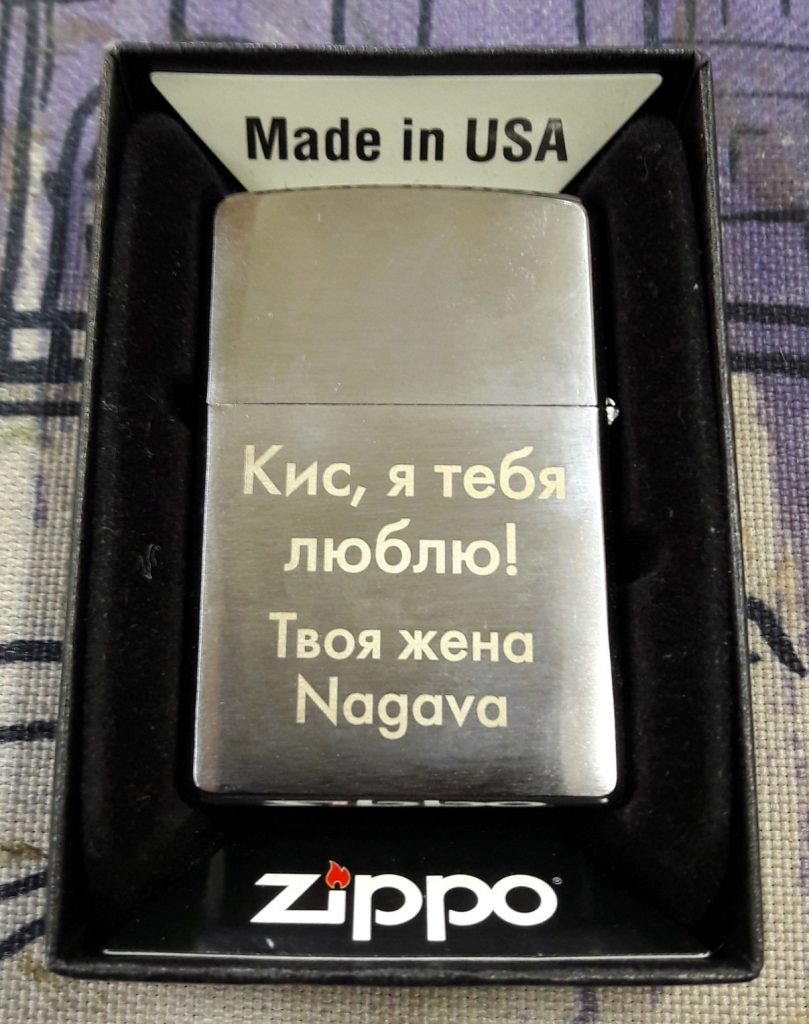 Made in USA
Кис, я тебя
люблю!
Твоя жена
Nagava
zippo